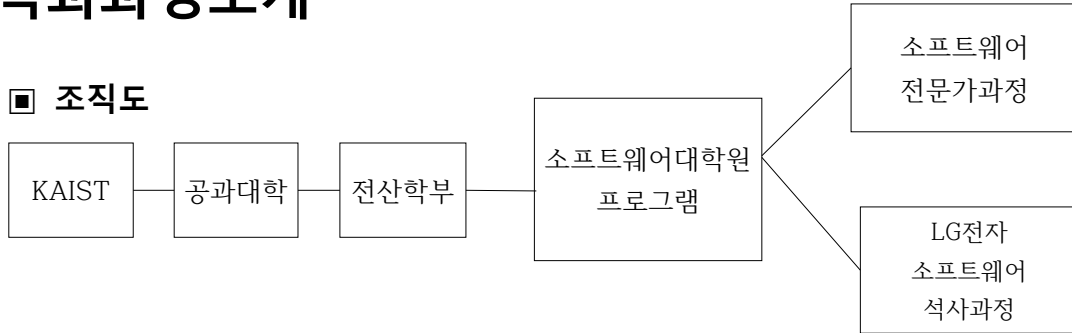 ▣ 조직도
KAIST
공과대학
전산학부
소프트웨어대학원
프로그램
소프트웨어
전문가과정
LG전자
소프트웨어
석사과정